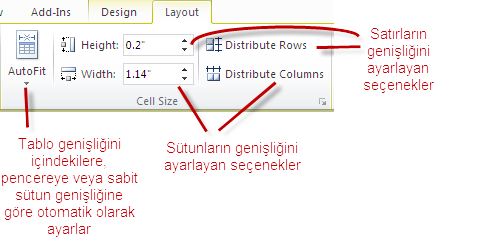 Add-Ins Design Layout
Height: 0.2"
Distribute Rows
AutoFit
Width: 1.14"
Distribute Columns
Cell Size
Satırların
genişliğini
ayarlayan
seçenekler
Tablo genişliğini
içindekilere,
pencereye veya sabit
sütun genişliğine
göre otomatik olarak
ayarlar
Sütunların genişliğini
ayarlayan seçenekler